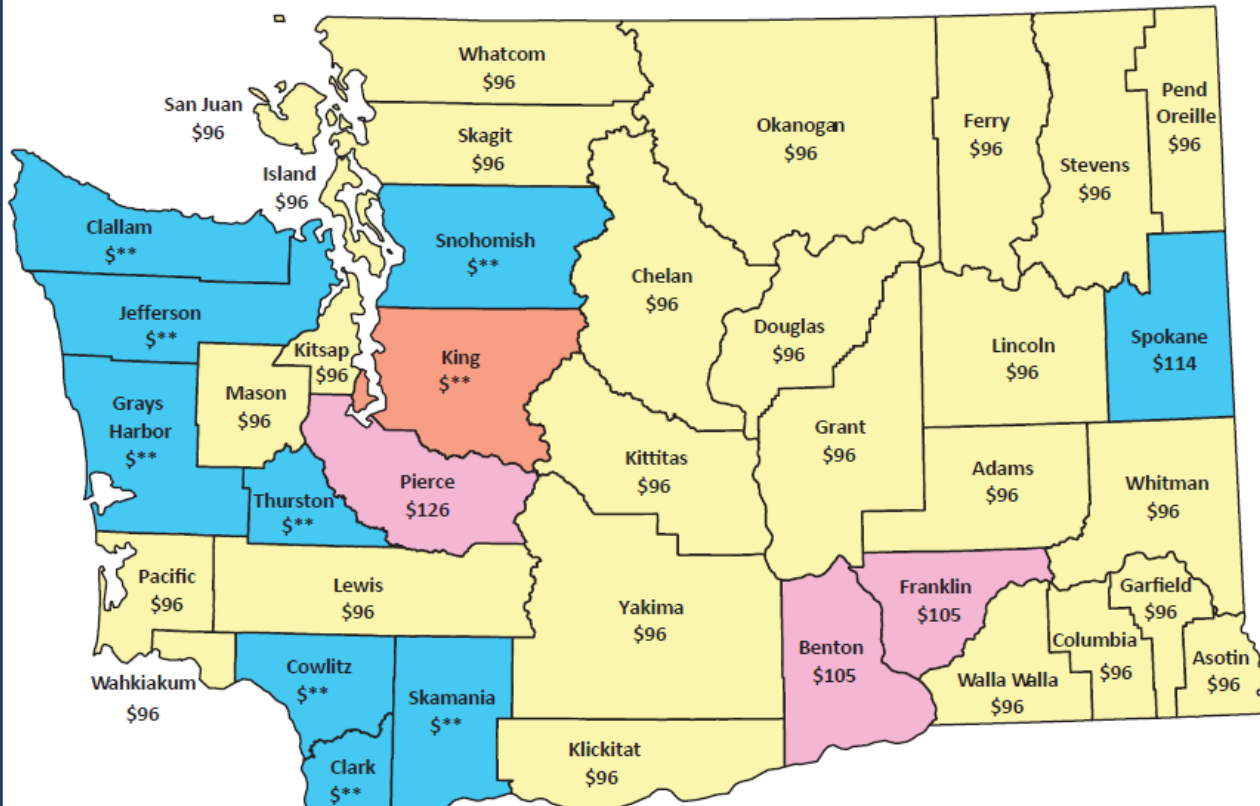 Whatcom
$96
San Juan
$96
Skagit
$96
Island
$96
Okanogan
$96
Ferry
$96
Stevens
$96
Pend
Oreille
$96
Clallam
$**
Snohomish
$**
Chelan
$96
Jefferson
$**
Kitsap
$96
King
$**
Douglas
$96
Lincoln
$96
Spokane
$114
Grays
Harbor
$**
Mason
$96
Grant
$96
Kittitas
$96
Adams
$96
Whitman
$96
Thurston
$**
Pierce
$126
Pacific
$96
Lewis
$96
Yakima
$96
Franklin
$105
Garfield
$96
Benton
$105
Columbia
$96
Walla Walla
$96
Asotin
$96
Wahkiakum
$96
Cowlitz
$**
Skamania
$**
Clark
$**
Klickitat
$96